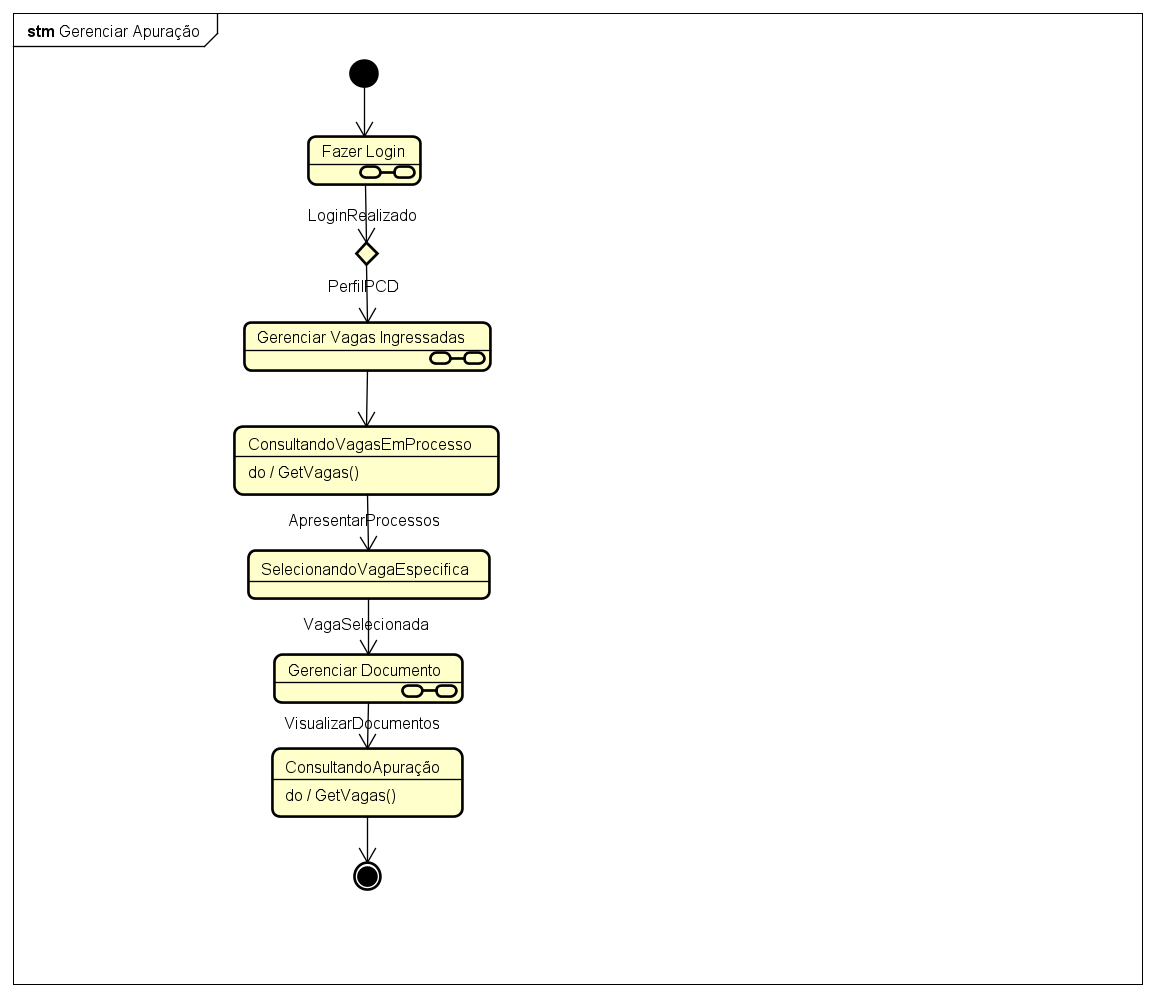 stm Gerenciar Apuração
Fazer Login
LoginRealizado
PerfilPCD
Gerenciar Vagas Ingressadas
ConsultandoVagasEmProcesso
do / GetVagas()
ApresentarProcessos
SelecionandoVagaEspecifica
VagaSelecionada
Gerenciar Documento
VisualizarDocumentos
ConsultandoApuração
do / GetVagas()